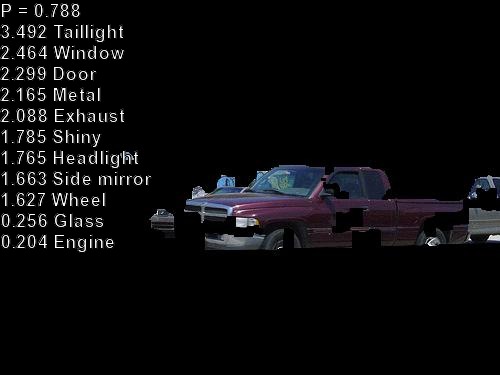 P = 0.788
3.492 Taillight
2.464 Window
2.299 Door
2.165 Metal
2.088 Exhaust
1.785 Shiny
1.765 Headlight
1.663 Side mirror
1.627 Wheel
0.256 Glass
0.204 Engine